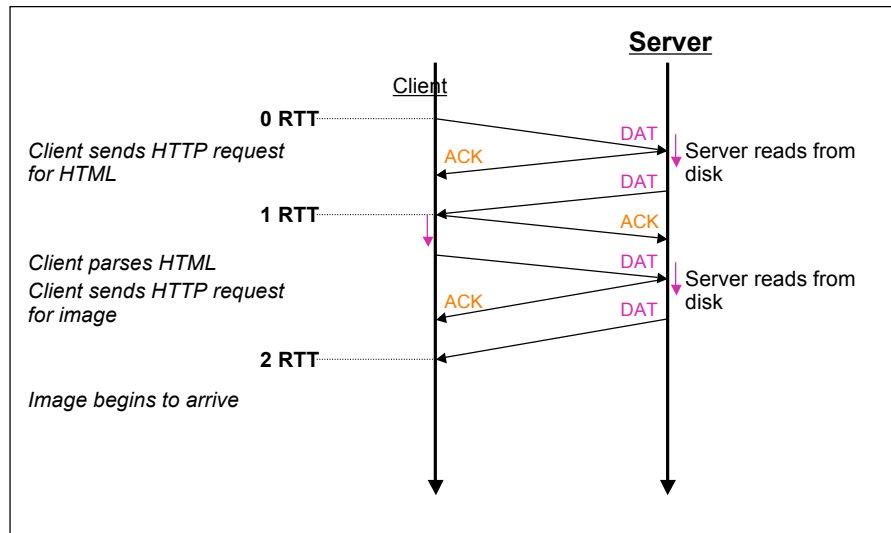 Server
Client
0 RTT
DAT
Client sends HTTP request
for HTML
ACK
Server reads from
disk
DAT
1 RTT
ACK
Client parses HTML
DAT
Client sends HTTP request
for image
Server reads from
disk
ACK
DAT
2 RTT
Image begins to arrive